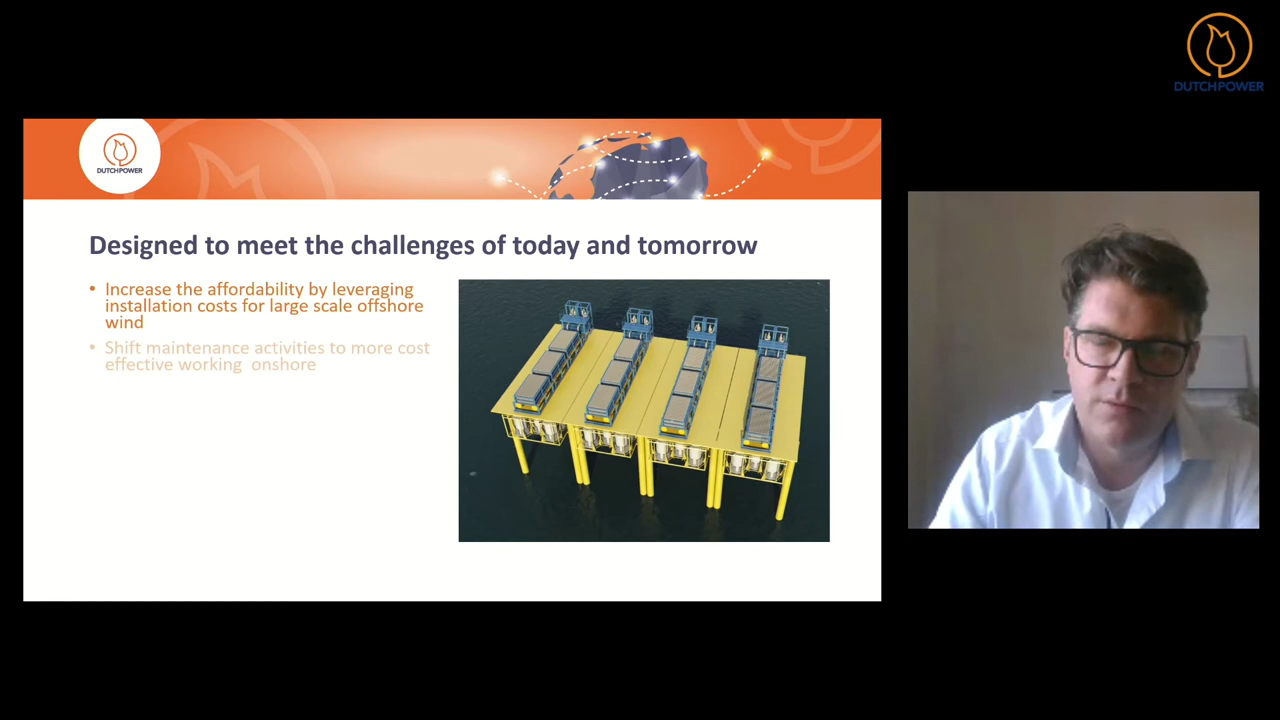 DUTCHPOWER
DUTCHPOWER
Designed to meet the challenges of today and tomorrow
• Increase the affordability by leveraging
installation costs for large scale offshore
wind
• Shift maintenance activities to more cost
effective working  onshore